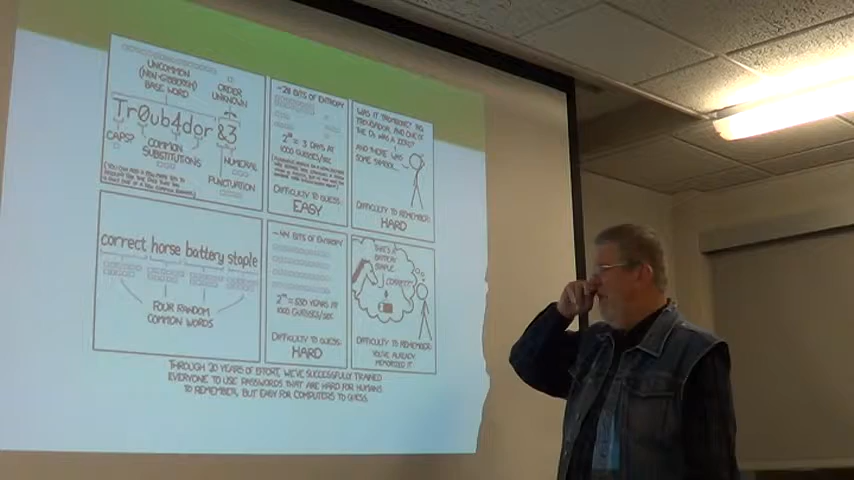 UNCOMMON
(NON-GIBBERISH)
BASE WORD
ORDER
UNKNOWN
Tr0ub4dor &3
CAPS?
COMMON
SUBSTITUTIONS
NUMERAL
PUNCTUATION
~28 BITS OF ENTROPY
2²⁸ = 3 DAYS AT
1000 GUESSES/SEC
DIFFICULTY TO GUESS:
EASY
WAS IT TROMBONE? NO,
TROUBADOR. AND ONE OF
THE Os WAS A ZERO?
AND THERE WAS
SOME SYMBOL...
DIFFICULTY TO REMEMBER:
HARD
correct horse battery staple
FOUR RANDOM
COMMON WORDS
~44 BITS OF ENTROPY
2⁴⁴ = 550 YEARS AT
1000 GUESSES/SEC
DIFFICULTY TO GUESS:
HARD
THAT'S A
BATTERY
STAPLE.
CORRECT!
DIFFICULTY TO REMEMBER:
YOU'VE ALREADY
MEMORIZED IT
THROUGH 20 YEARS OF EFFORT, WE'VE SUCCESSFULLY TRAINED
EVERYONE TO USE PASSWORDS THAT ARE HARD FOR HUMANS
TO REMEMBER, BUT EASY FOR COMPUTERS TO GUESS.